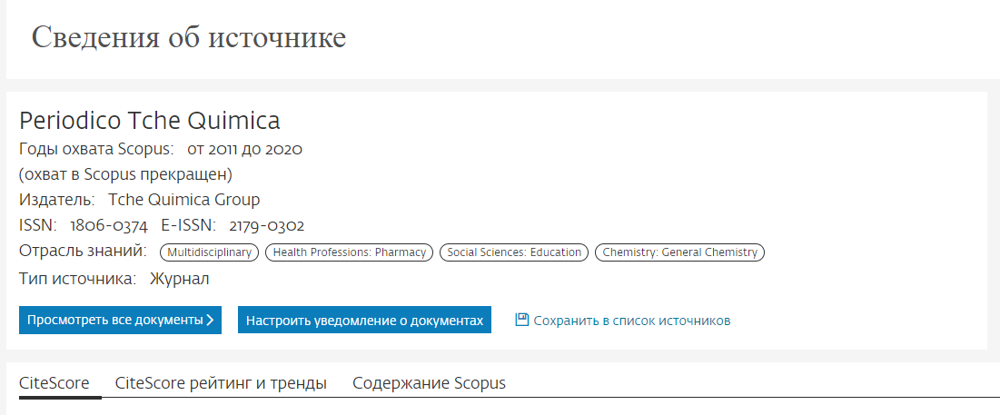 Сведения об источнике
Periodico Tche Quimica
Годы охвата Scopus: от 2011 до 2020
(охват в Scopus прекращен)
Издатель: Tche Quimica Group
ISSN: 1806-0374 E-ISSN: 2179-0302
Отрасль знаний: Multidisciplinary Health Professions: Pharmacy Social Sciences: Education Chemistry: General Chemistry
Тип источника: Журнал
Просмотреть все документы Настроить уведомление о документах Сохранить в список источников
CiteScore CiteScore рейтинг и тренды Содержание Scopus